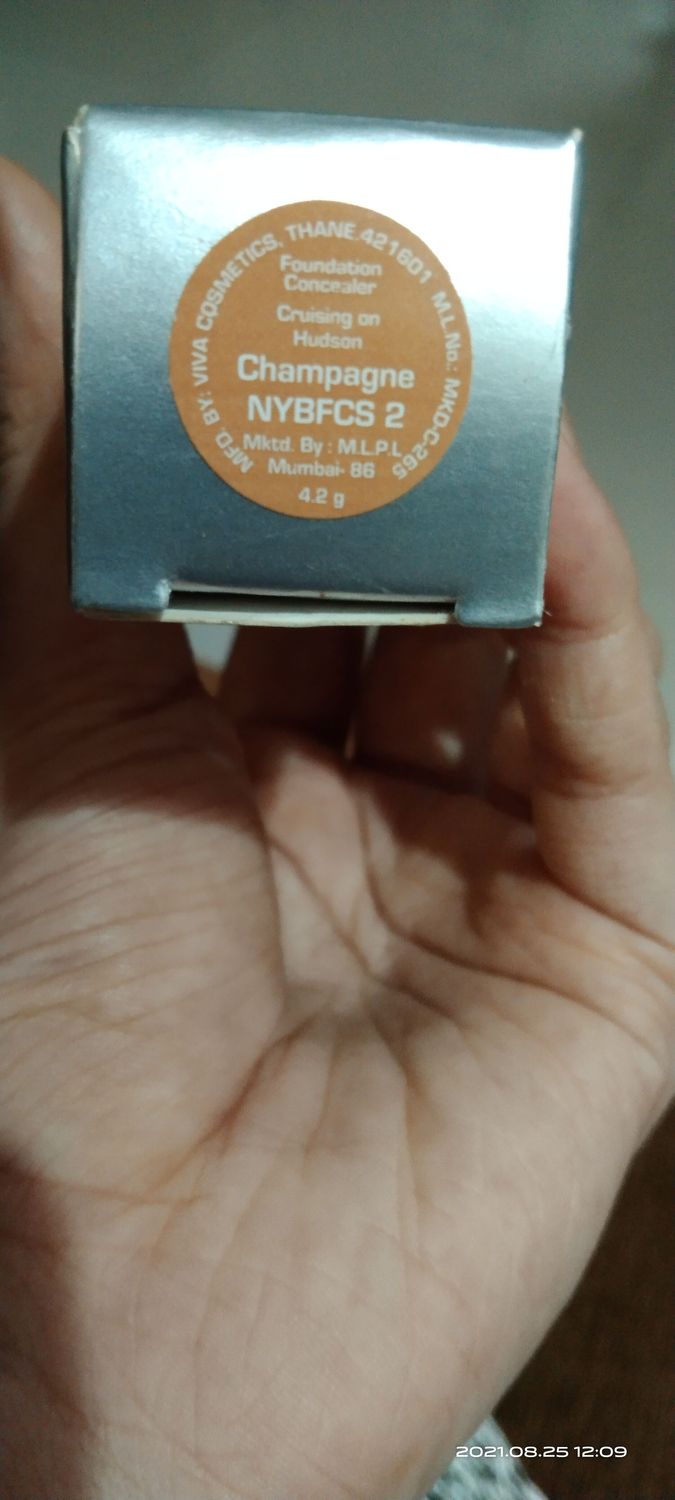 MFD. BY: VIVA COSMETICS, THANE 421601 M.L.No.: MKD-C-265
Foundation
Concealer
Cruising on
Hudson
Champagne
NYBFCS 2
Mktd. By : M.L.P.L
Mumbai- 86
4.2 g
2021.08.25 12:09